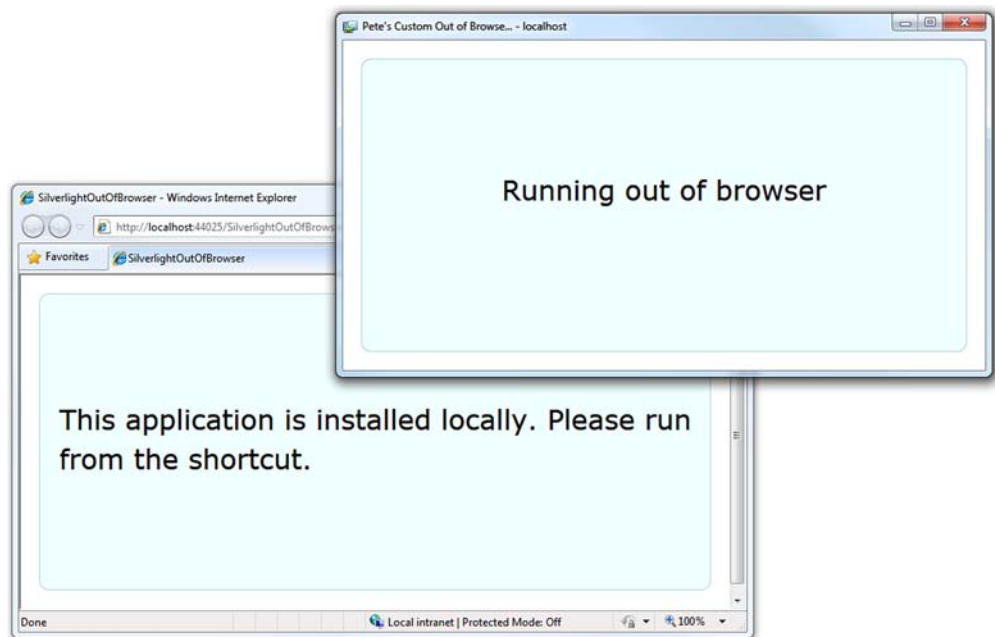 Pete's Custom Out of Browse... - localhost
Running out of browser
SilverlightOutOfBrowser - Windows Internet Explorer
http://localhost:44025/SilverlightOutOfBrows
Favorites
SilverlightOutOfBrowser
This application is installed locally. Please run
from the shortcut.
Done
Local intranet | Protected Mode: Off
100%